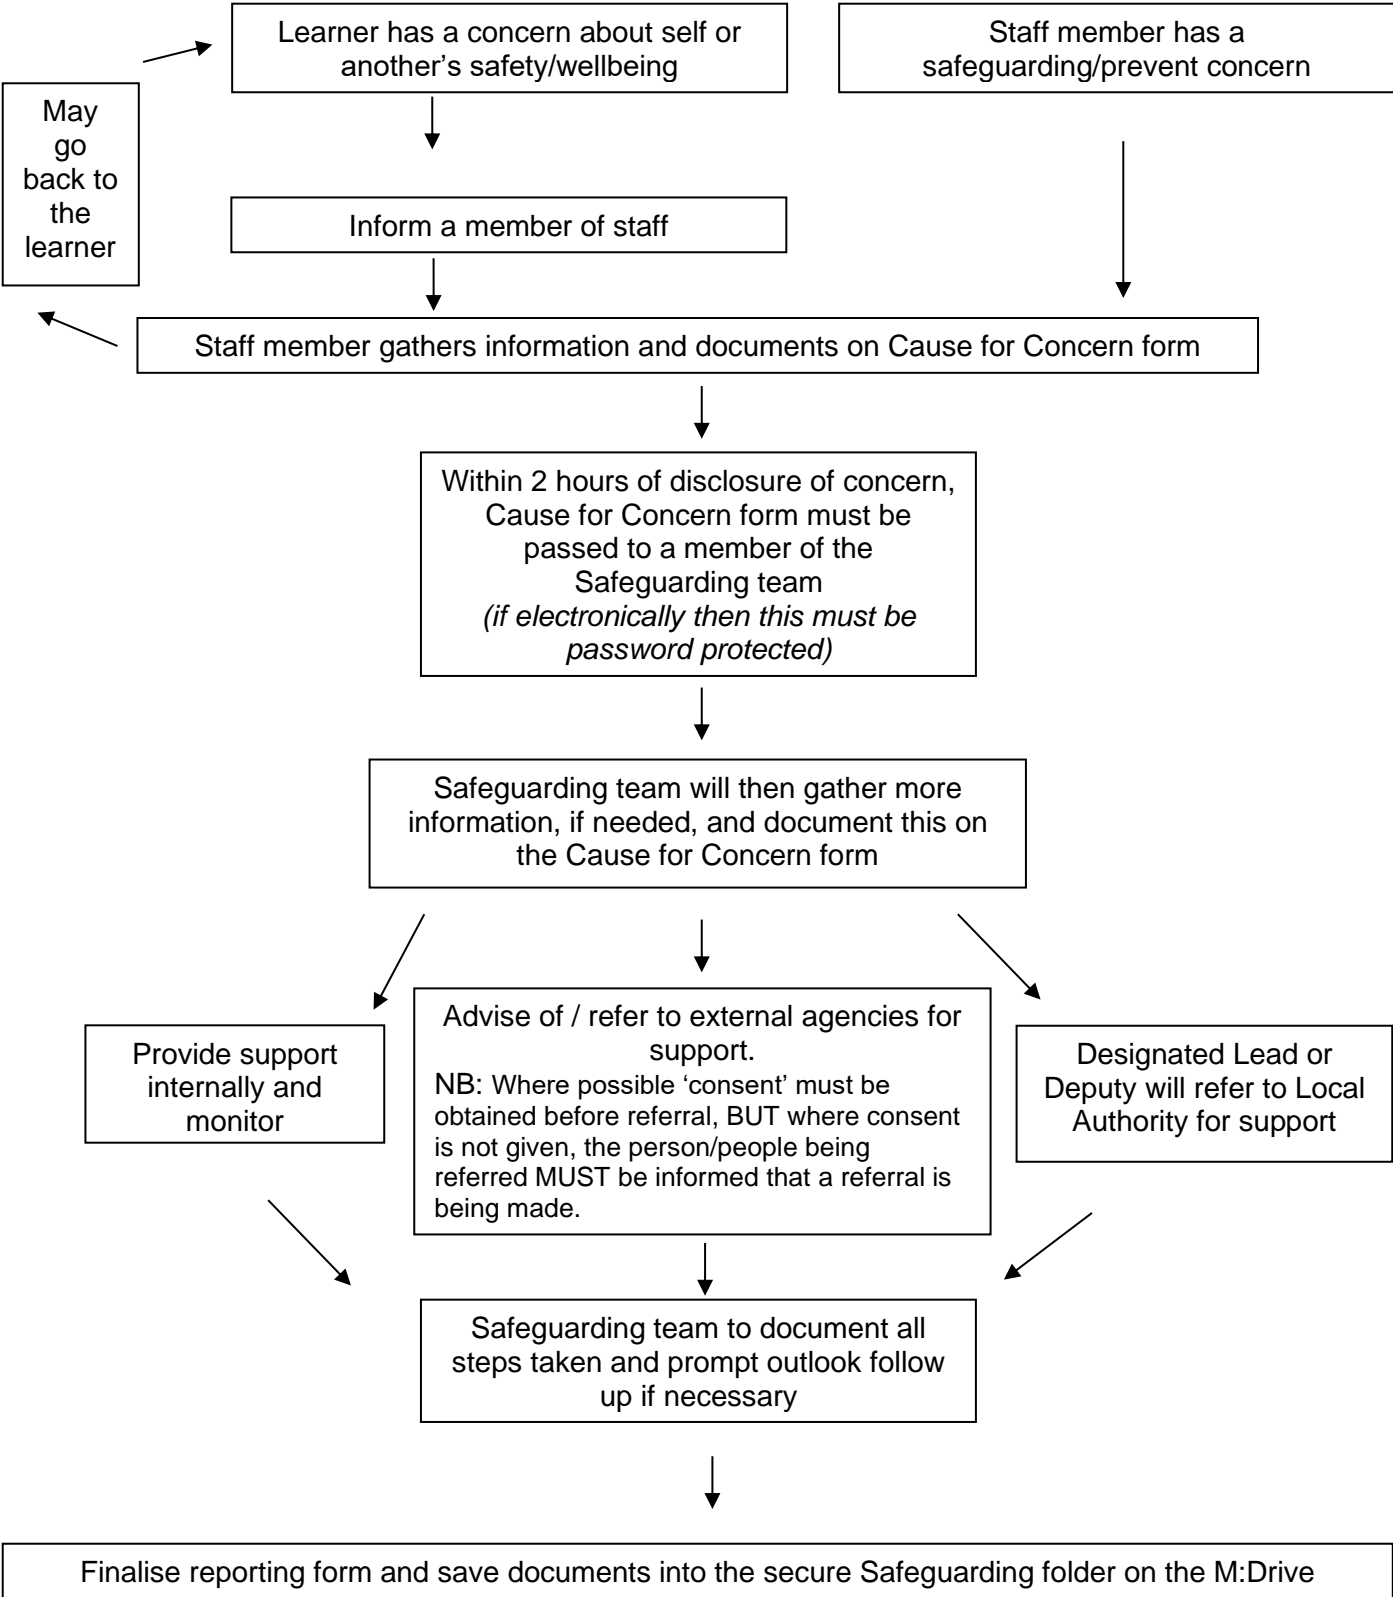 Learner has a concern about self or
another’s safety/wellbeing
Staff member has a
safeguarding/prevent concern
May
go
back to
the
learner
Inform a member of staff
Staff member gathers information and documents on Cause for Concern form
Within 2 hours of disclosure of concern,
Cause for Concern form must be
passed to a member of the
Safeguarding team
(if electronically then this must be
password protected)
Safeguarding team will then gather more
information, if needed, and document this on
the Cause for Concern form
Provide support
internally and
monitor
Advise of / refer to external agencies for
support.
NB: Where possible ‘consent’ must be
obtained before referral, BUT where consent
is not given, the person/people being
referred MUST be informed that a referral is
being made.
Designated Lead or
Deputy will refer to Local
Authority for support
Safeguarding team to document all
steps taken and prompt outlook follow
up if necessary
Finalise reporting form and save documents into the secure Safeguarding folder on the M:Drive